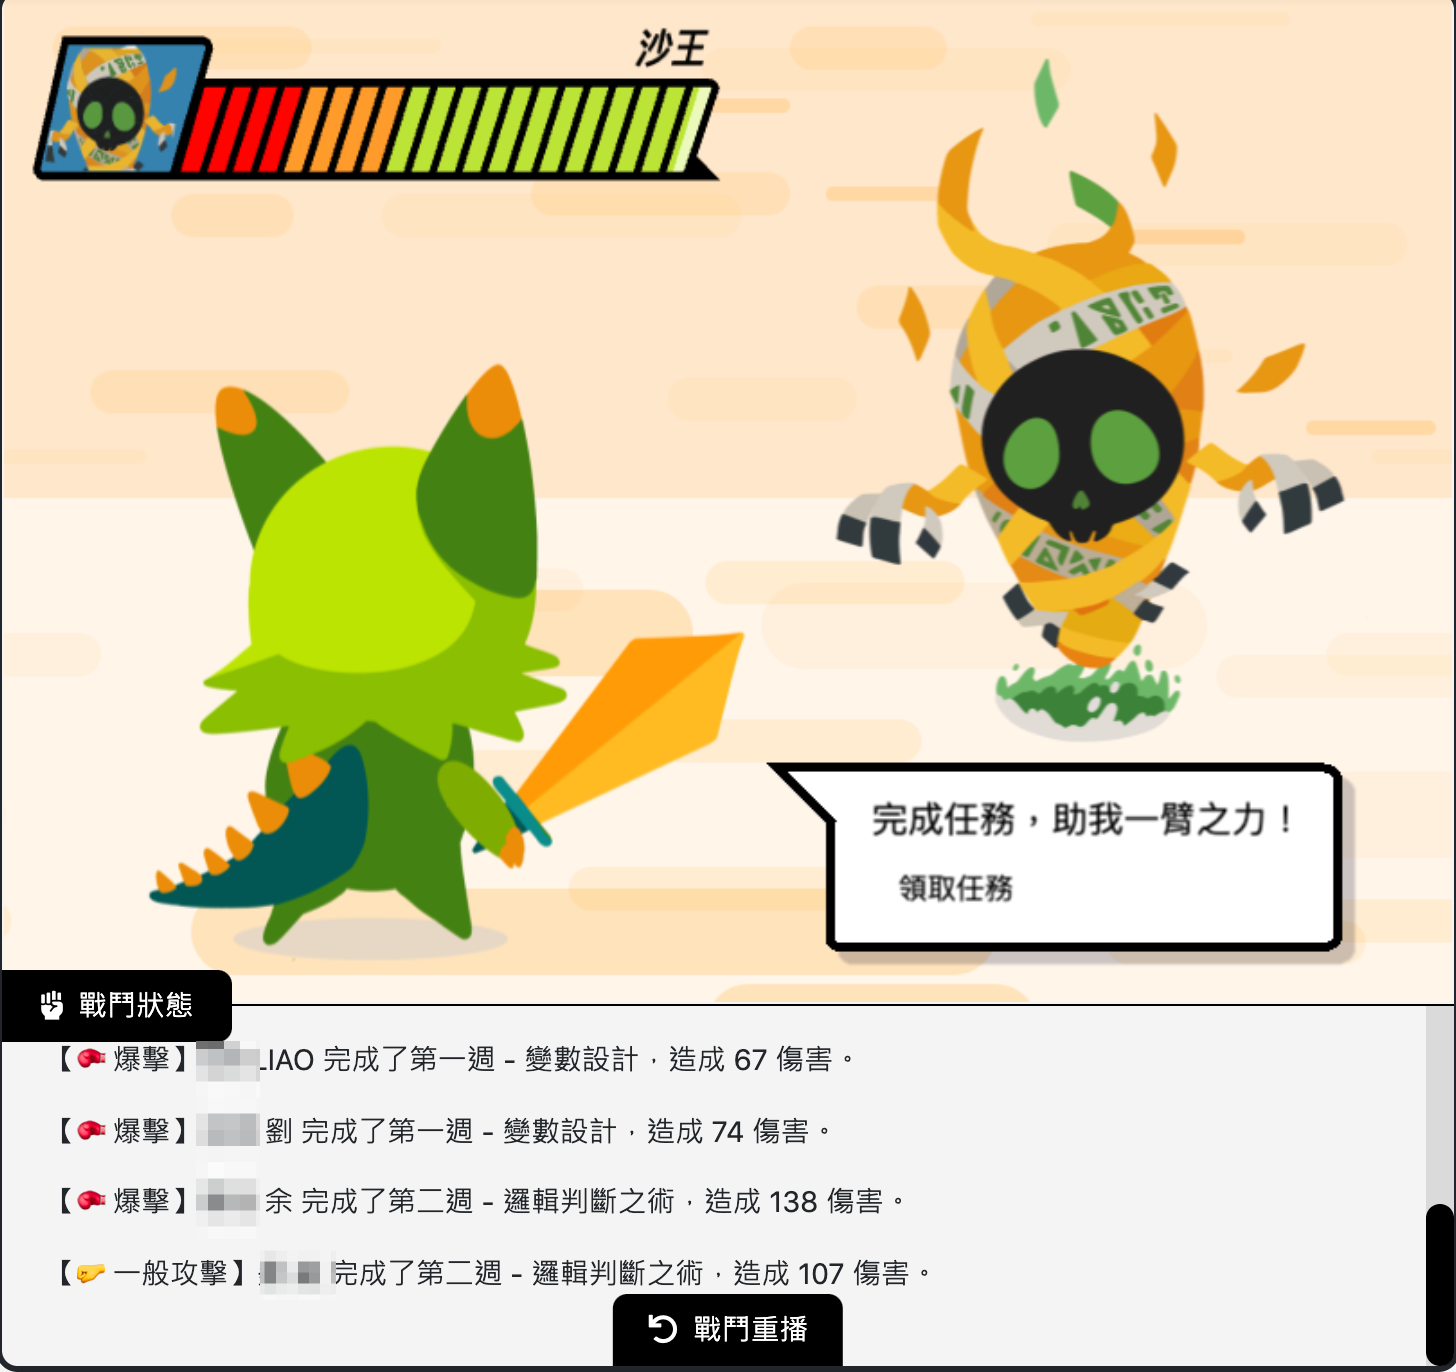 沙王
完成任務，助我一臂之力！
領取任務
戰鬥狀態
【🥊 爆擊】LIAO 完成了第一週 - 變數設計，造成 67 傷害。
【🥊 爆擊】劉 完成了第一週 - 變數設計，造成 74 傷害。
【🥊 爆擊】余 完成了第二週 - 邏輯判斷之術，造成 138 傷害。
【🤛 一般攻擊】完成了第二週 - 邏輯判斷之術，造成 107 傷害。
戰鬥重播